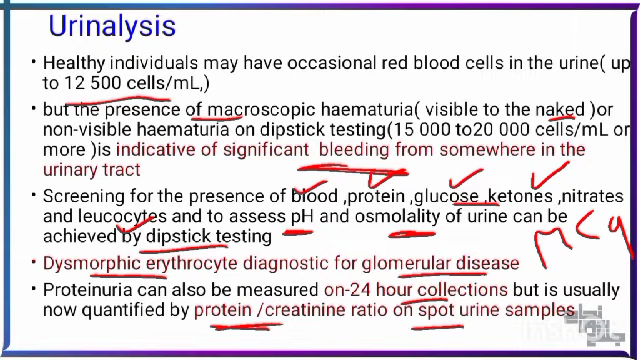 Urinalysis
• Healthy individuals may have occasional red blood cells in the urine( up
to 12 500 cells/mL,)
• but the presence of macroscopic haematuria( visible to the naked )or
non-visible haematuria on dipstick testing(15 000 to20 000 cells/mL or
more )is indicative of significant bleeding from somewhere in the
urinary tract
• Screening for the presence of blood ,protein ,glucose ,ketones ,nitrates
and leucocytes and to assess pH and osmolality of urine can be
achieved by dipstick testing
MCQ
• Dysmorphic erythrocyte diagnostic for glomerular disease
• Proteinuria can also be measured on-24 hour collections but is usually
now quantified by protein /creatinine ratio on spot urine samples